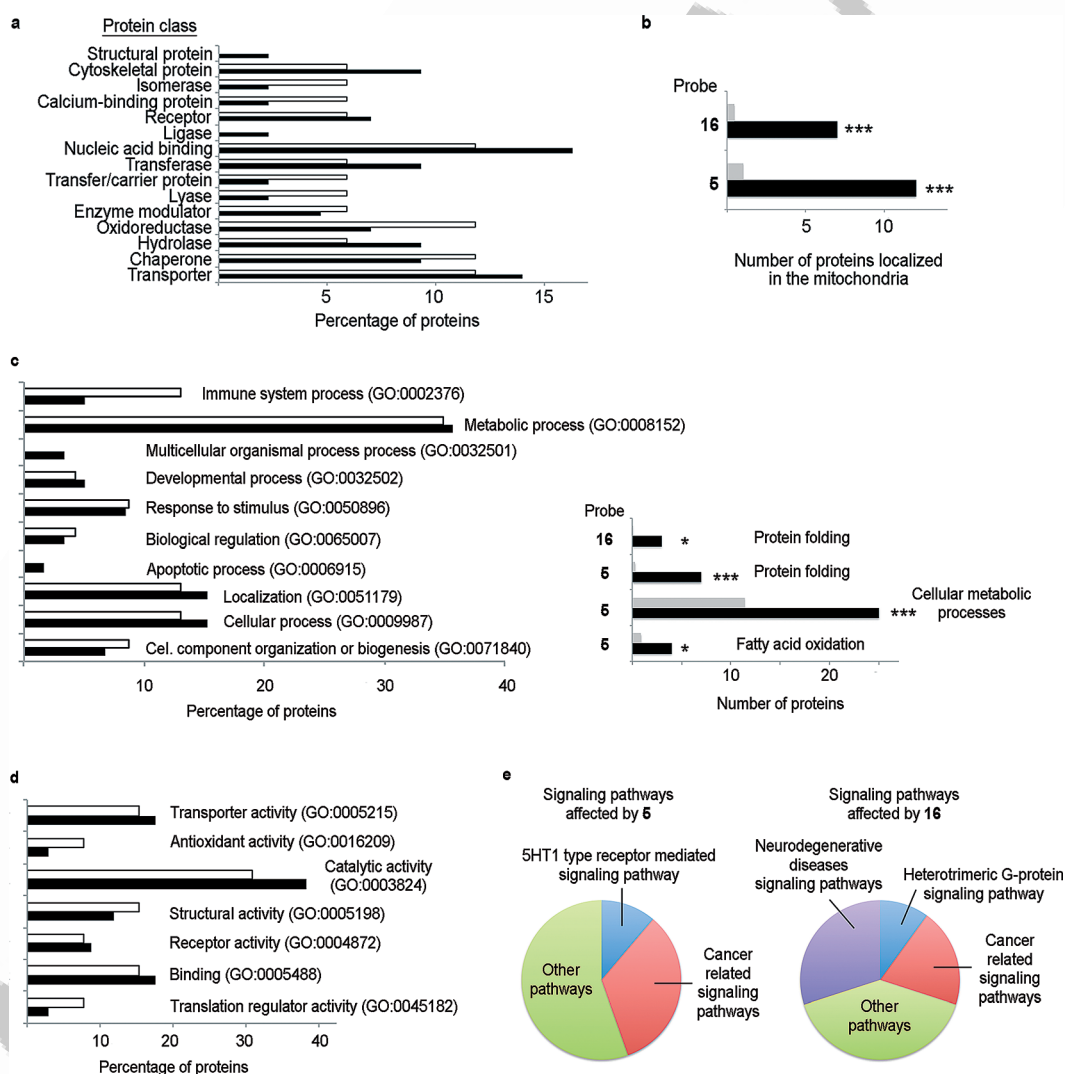 a
Protein class
Structural protein
Cytoskeletal protein
Isomerase
Calcium-binding protein
Receptor
Ligase
Nucleic acid binding
Transferase
Transfer/carrier protein
Lyase
Enzyme modulator
Oxidoreductase
Hydrolase
Chaperone
Transporter
5 10 15
Percentage of proteins
b
Probe
16 ***
5 ***
5 10
Number of proteins localized
in the mitochondria
c
Immune system process (GO:0002376)
Metabolic process (GO:0008152)
Multicellular organismal process process (GO:0032501)
Developmental process (GO:0032502)
Response to stimulus (GO:0050896)
Biological regulation (GO:0065007)
Apoptotic process (GO:0006915)
Localization (GO:0051179)
Cellular process (GO:0009987)
Cel. component organization or biogenesis (GO:0071840)
10 20 30 40
Percentage of proteins
Probe
16 * Protein folding
5 *** Protein folding
5 *** Cellular metabolic
processes
5 * Fatty acid oxidation
10 20
Number of proteins
d
Transporter activity (GO:0005215)
Antioxidant activity (GO:0016209)
Catalytic activity
(GO:0003824)
Structural activity (GO:0005198)
Receptor activity (GO:0004872)
Binding (GO:0005488)
Translation regulator activity (GO:0045182)
10 20 30 40
Percentage of proteins
e
Signaling pathways
affected by 5
5HT1 type receptor mediated
signaling pathway
Cancer
related
signaling
pathways
Other
pathways
Signaling pathways
affected by 16
Neurodegenerative
diseases
signaling pathways
Heterotrimeric G-protein
signaling pathway
Cancer
related
signaling
pathways
Other
pathways